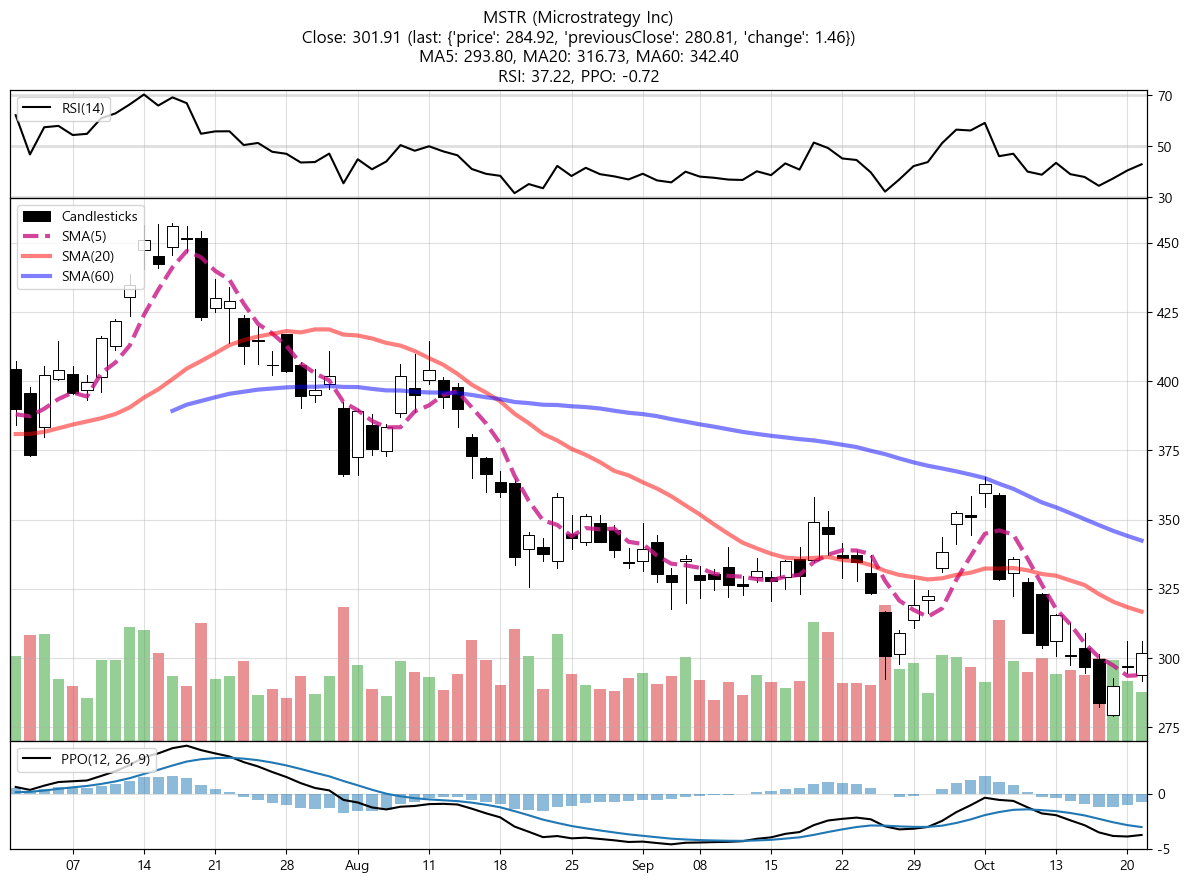 MSTR (Microstrategy Inc)
Close: 301.91 (last: {'price': 284.92, 'previousClose': 280.81, 'change': 1.46})
MA5: 293.80, MA20: 316.73, MA60: 342.40
RSI: 37.22, PPO: -0.72
RSI(14)
70
50
30
Candlesticks
SMA(5)
SMA(20)
SMA(60)
450
425
400
375
350
325
300
275
PPO(12, 26, 9)
0
-5
07 14 21 28 Aug 11 18 25 Sep 08 15 22 29 Oct 13 20